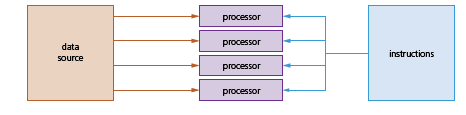 data
source
processor
processor
processor
processor
instructions